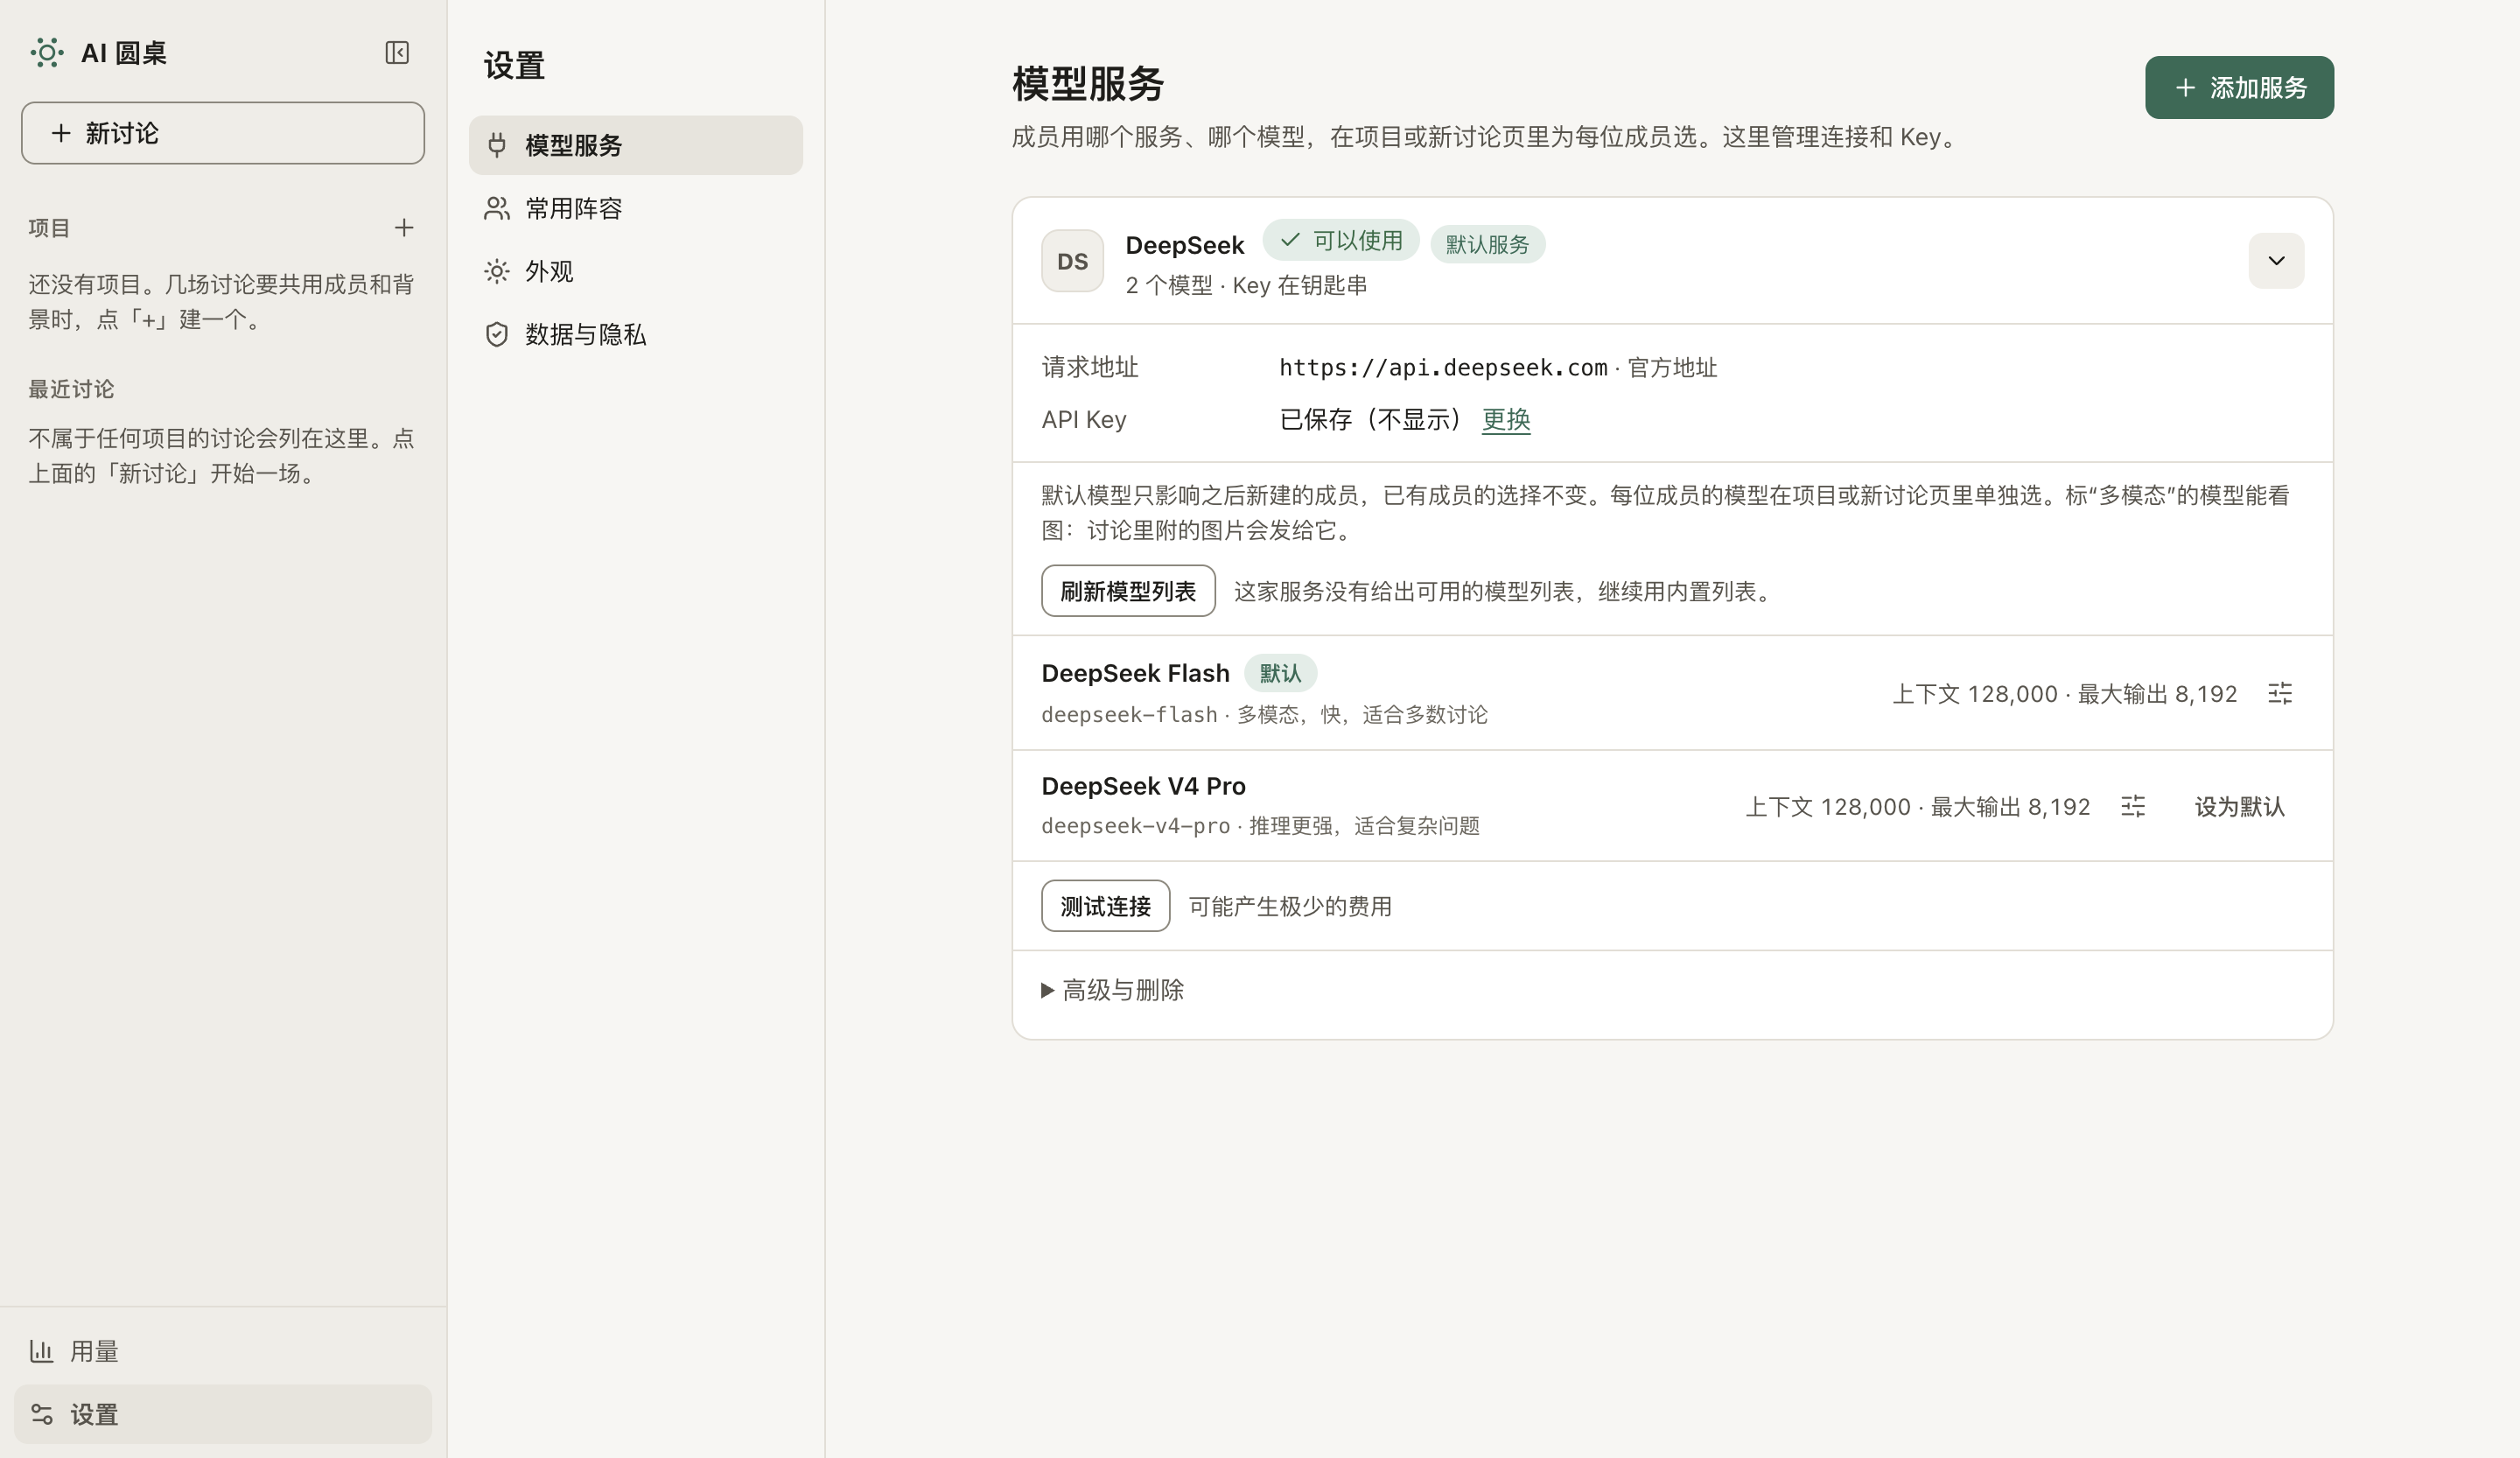 AI 圆桌
新讨论
项目
还没有项目。几场讨论要共用成员和背
景时，点「+」建一个。
最近讨论
不属于任何项目的讨论会列在这里。点
上面的「新讨论」开始一场。
用量
设置
设置
模型服务
常用阵容
外观
数据与隐私
模型服务
添加服务
成员用哪个服务、哪个模型，在项目或新讨论页里为每位成员选。这里管理连接和 Key。
DS
DeepSeek 可以使用 默认服务
2 个模型 · Key 在钥匙串
请求地址 https://api.deepseek.com · 官方地址
API Key 已保存（不显示） 更换
默认模型只影响之后新建的成员，已有成员的选择不变。每位成员的模型在项目或新讨论页里单独选。标“多模态”的模型能看
图：讨论里附的图片会发给它。
刷新模型列表 这家服务没有给出可用的模型列表，继续用内置列表。
DeepSeek Flash 默认
deepseek-flash · 多模态，快，适合多数讨论
上下文 128,000 · 最大输出 8,192
DeepSeek V4 Pro
deepseek-v4-pro · 推理更强，适合复杂问题
上下文 128,000 · 最大输出 8,192 设为默认
测试连接 可能产生极少的费用
高级与删除